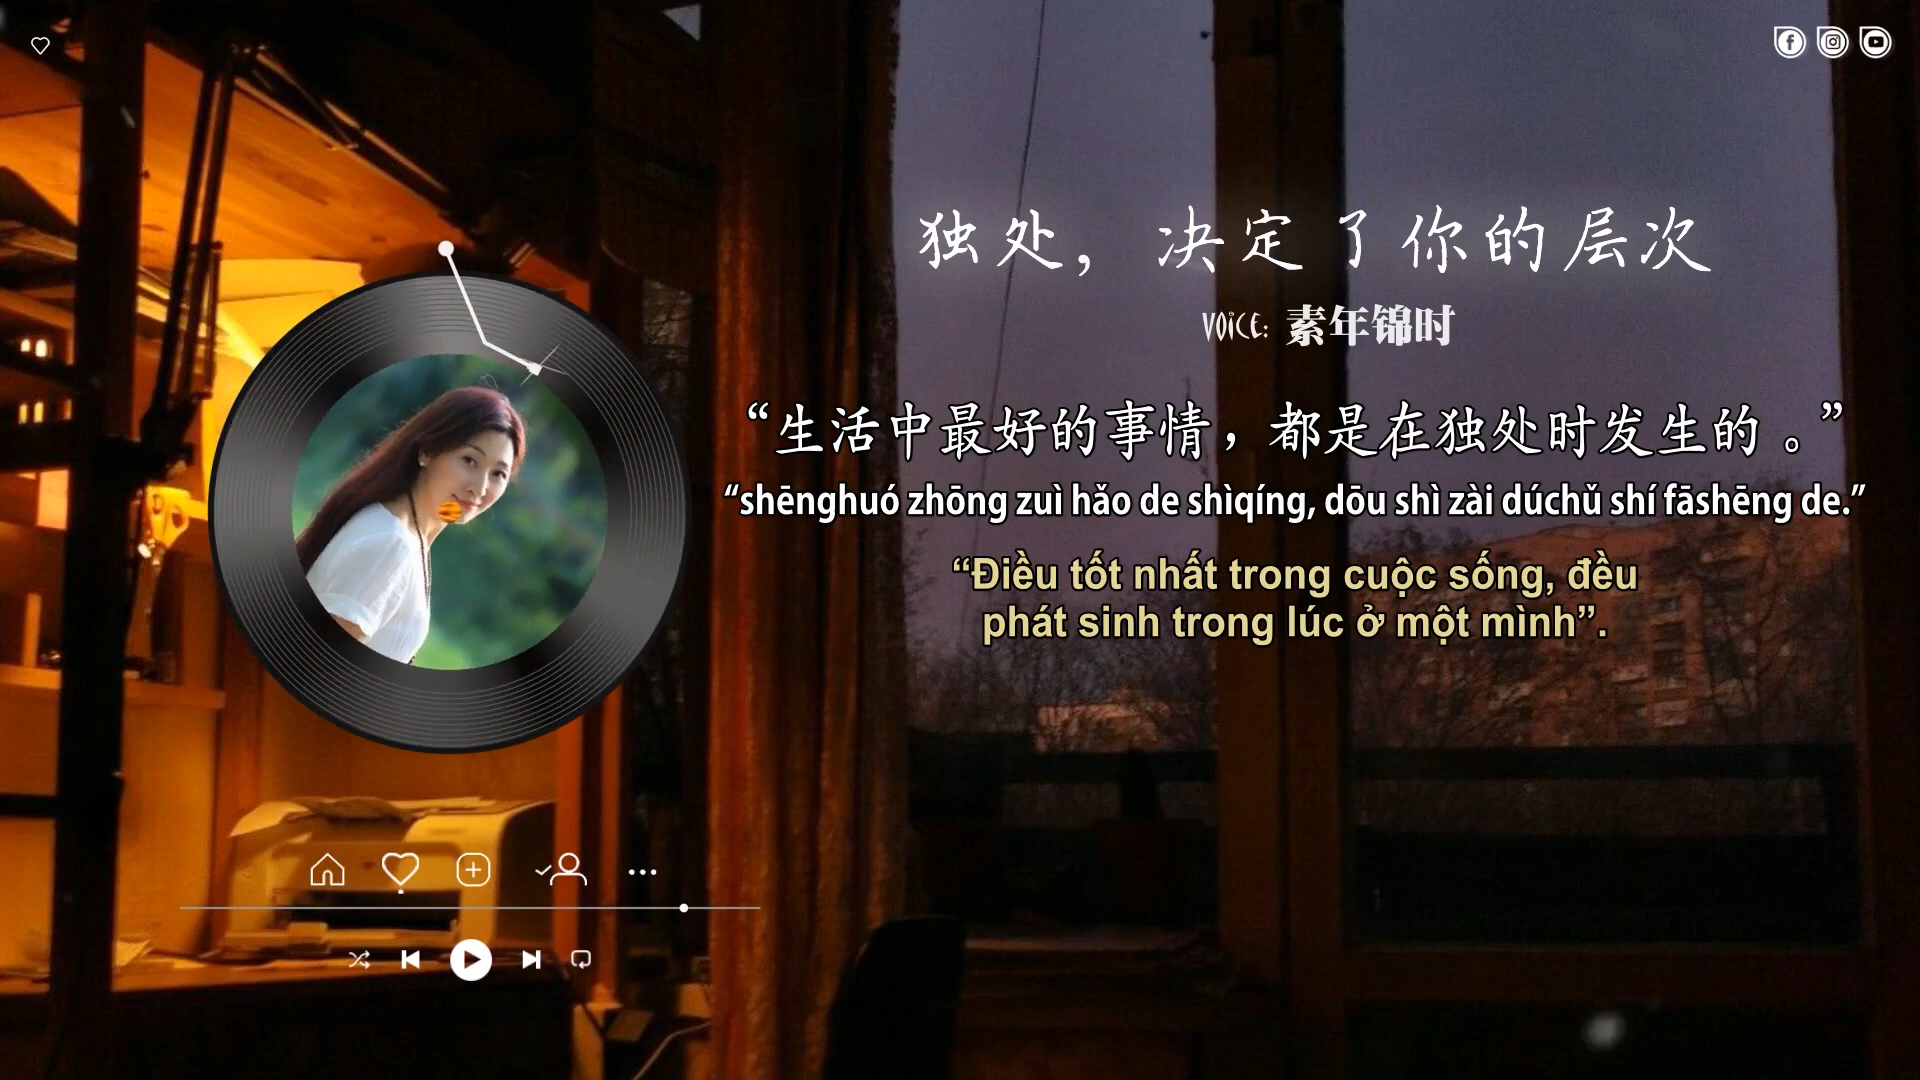 独处，决定了你的层次
VOICE: 素年锦时
“生活中最好的事情，都是在独处时发生的。”
“shēnghuó zhōng zuì hǎo de shìqíng, dōu shì zài dúchǔ shí fāshēng de.”
“Điều tốt nhất trong cuộc sống, đều
phát sinh trong lúc ở một mình”.